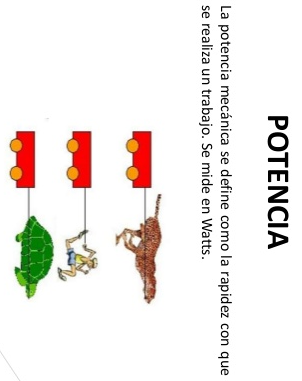 POTENCIA
La potencia mecánica se define como la rapidez con que
se realiza un trabajo. Se mide en Watts.